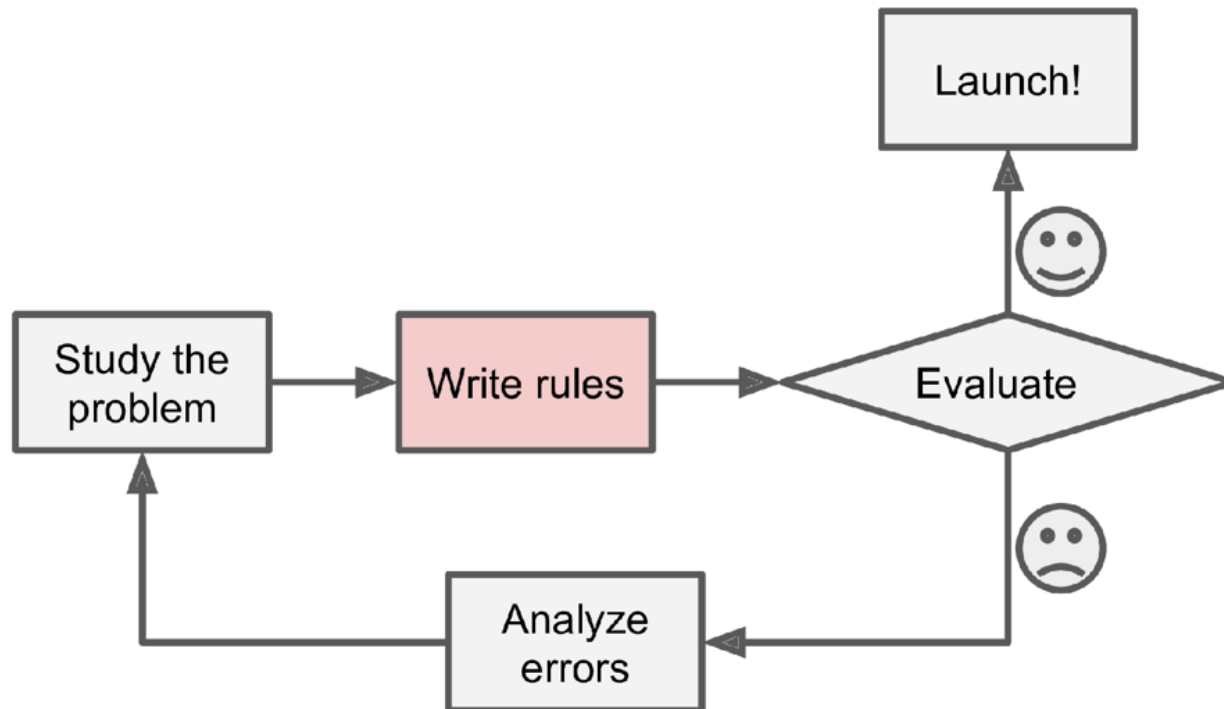 Launch!
Study the
problem
Write rules
Evaluate
Analyze
errors